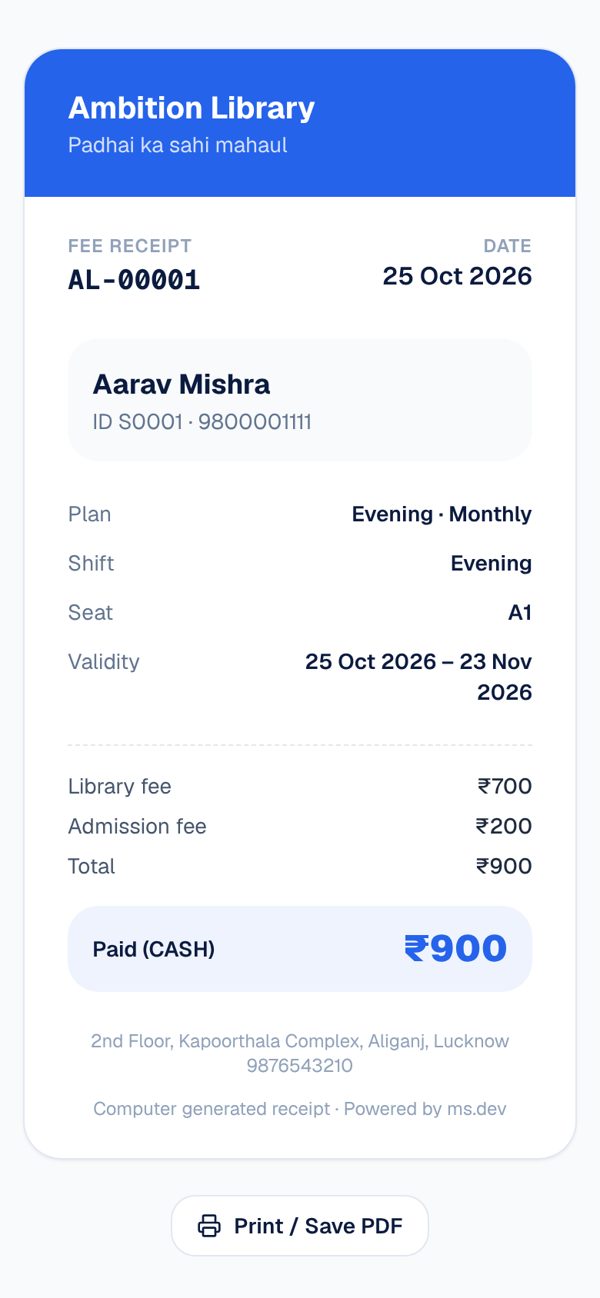 Ambition Library
Padhai ka sahi mahaul
FEE RECEIPT
AL-00001
DATE
25 Oct 2026
Aarav Mishra
ID S0001 · 9800001111
Plan
Evening · Monthly
Shift
Evening
Seat
A1
Validity
25 Oct 2026 – 23 Nov
2026
Library fee
₹700
Admission fee
₹200
Total
₹900
Paid (CASH)
₹900
2nd Floor, Kapoorthala Complex, Aliganj, Lucknow
9876543210
Computer generated receipt · Powered by ms.dev
Print / Save PDF